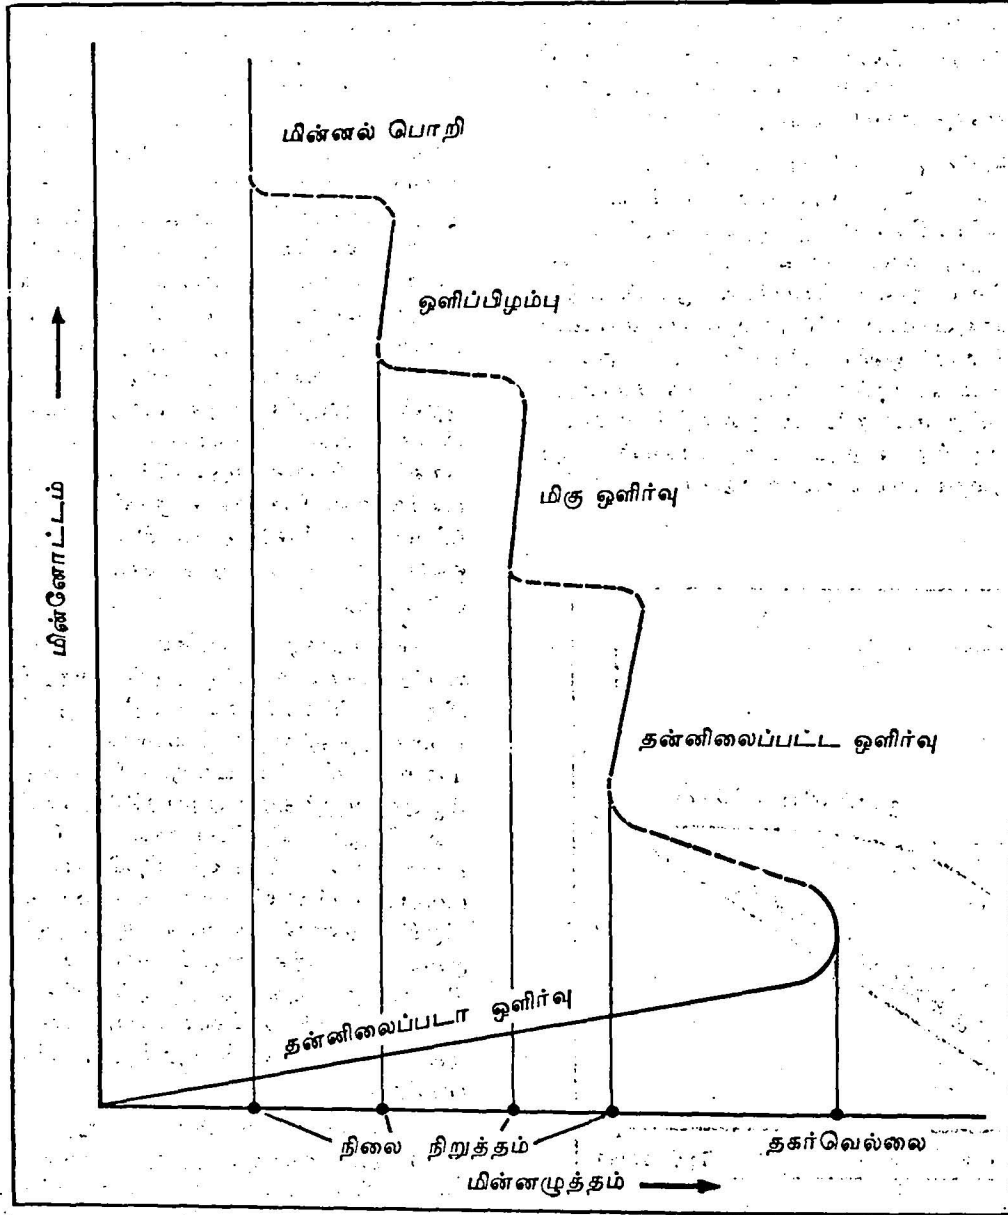 மின்னல் பொறி
ஒளிப்பிழம்பு
மிகு ஒளிர்வு
மின்னோட்டம்
தன்னிலைப்பட்ட ஒளிர்வு
தன்னிலைப்படா ஒளிர்வு
நிலை நிறுத்தம்
தகர்வெல்லை
மின்னழுத்தம்